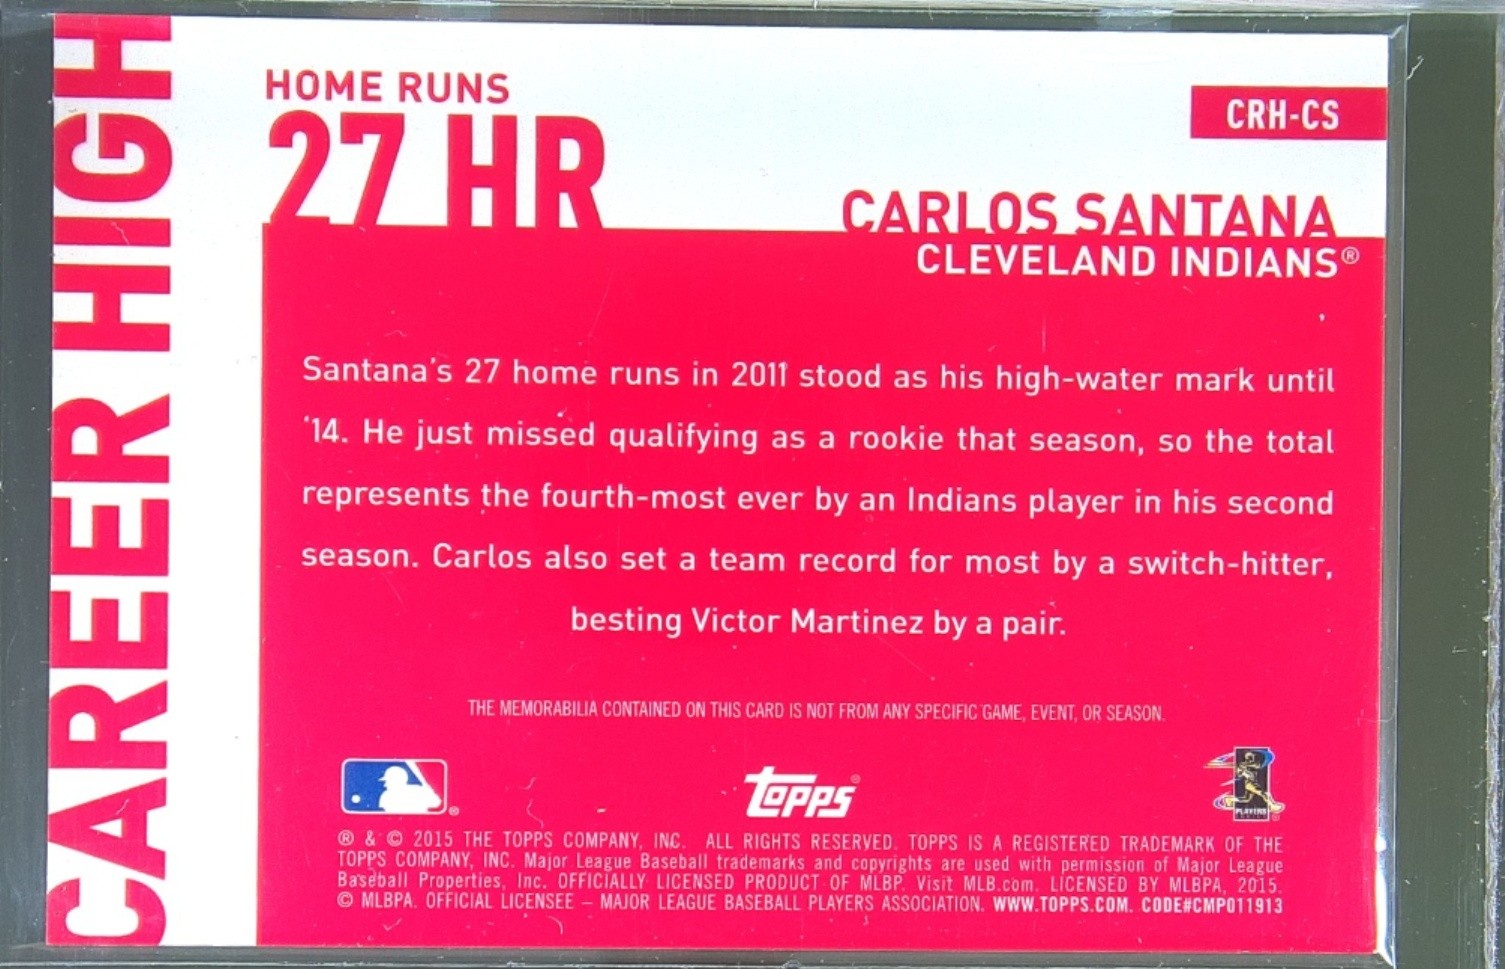 CAREER HIGH
HOME RUNS
27 HR
CRH-CS
CARLOS SANTANA
CLEVELAND INDIANS®
Santana's 27 home runs in 2011 stood as his high-water mark until
'14. He just missed qualifying as a rookie that season, so the total
represents the fourth-most ever by an Indians player in his second
season. Carlos also set a team record for most by a switch-hitter,
besting Victor Martinez by a pair.
THE MEMORABILIA CONTAINED ON THIS CARD IS NOT FROM ANY SPECIFIC GAME, EVENT, OR SEASON.
®
topps®
PLAYERS
® & © 2015 THE TOPPS COMPANY, INC. ALL RIGHTS RESERVED. TOPPS IS A REGISTERED TRADEMARK OF THE
TOPPS COMPANY, INC. Major League Baseball trademarks and copyrights are used with permission of Major League
Baseball Properties, Inc. OFFICIALLY LICENSED PRODUCT OF MLBP. Visit MLB.com. LICENSED BY MLBPA, 2015.
© MLBPA. OFFICIAL LICENSEE – MAJOR LEAGUE BASEBALL PLAYERS ASSOCIATION. WWW.TOPPS.COM. CODE#CMP011913